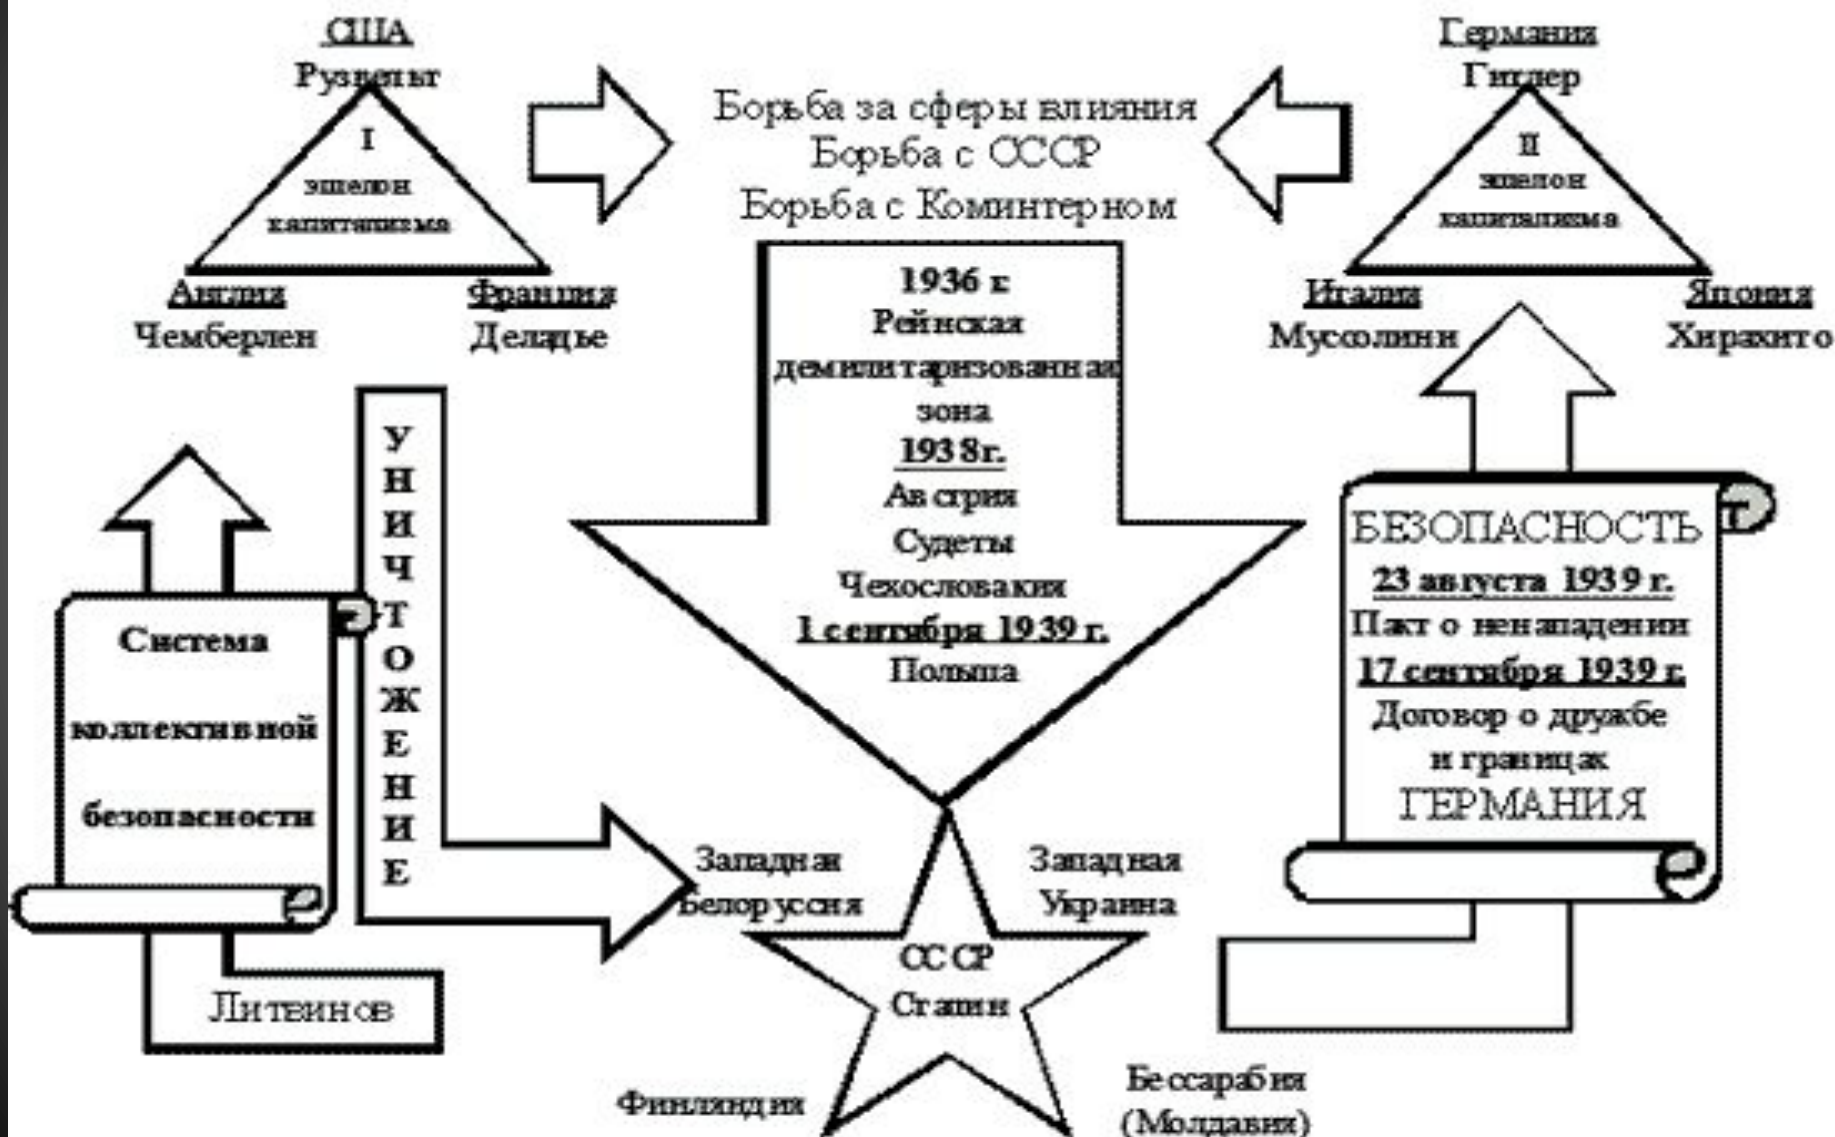 США
Рузвельт
I
эшелон
капитализма
Англия
Чемберлен
Франция
Деладье
Борьба за сферы влияния
Борьба с СССР
Борьба с Коминтерном
Германия
Гитлер
II
эшелон
капитализма
Италия
Муссолини
Япония
Хирахито
1936 г.
Рейнская
демилитаризованная
зона
1938г.
Австрия
Судеты
Чехословакия
1 сентября 1939 г.
Польша
УНИЧТОЖЕНИЕ
Система
коллективной
безопасности
Литвинов
БЕЗОПАСНОСТЬ
23 августа 1939 г.
Пакт о ненападении
17 сентября 1939 г.
Договор о дружбе
и границах
ГЕРМАНИЯ
Западная
Белоруссия
Западная
Украина
СССР
Сталин
Финляндия
Бессарабия
(Молдавия)